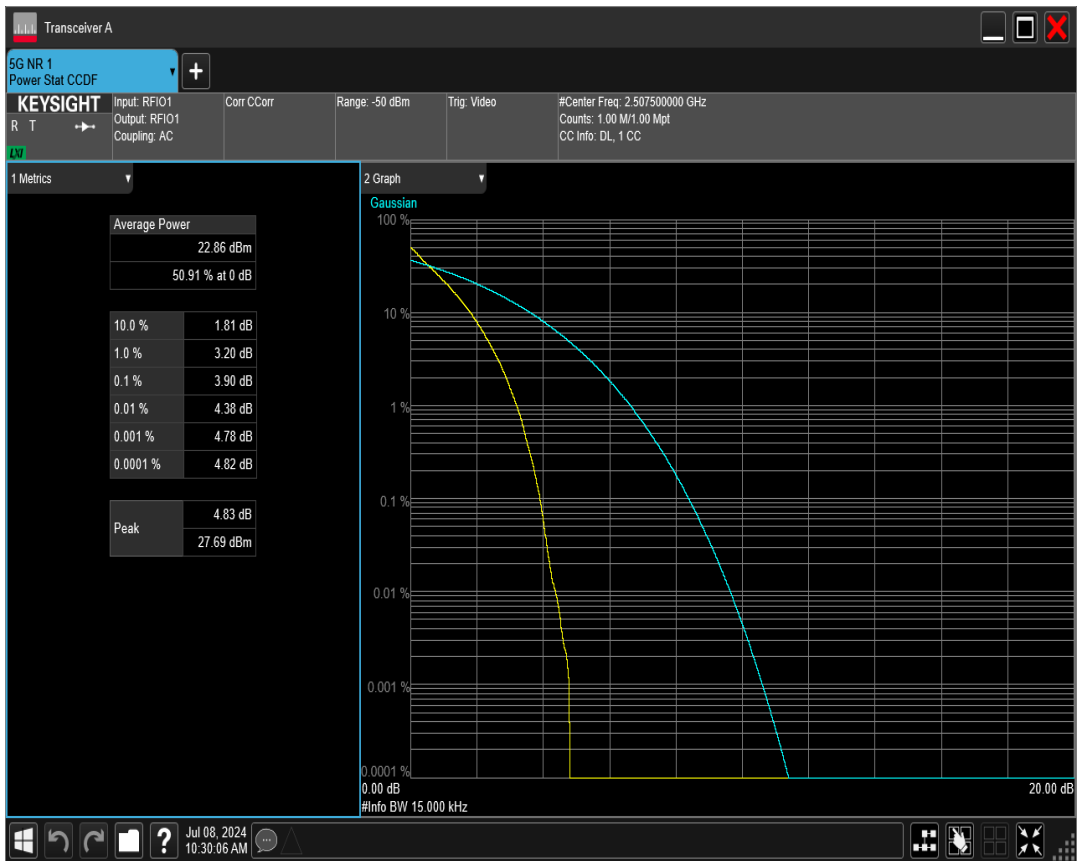 Transceiver A
5G NR 1
Power Stat CCDF
KEYSIGHT
R T
LXI
Input: RFIO1
Output: RFIO1
Coupling: AC
Corr CCorr
Range: -50 dBm
Trig: Video
#Center Freq: 2.507500000 GHz
Counts: 1.00 M/1.00 Mpt
CC Info: DL, 1 CC
1 Metrics
Average Power
22.86 dBm
50.91 % at 0 dB
10.0 % 1.81 dB
1.0 % 3.20 dB
0.1 % 3.90 dB
0.01 % 4.38 dB
0.001 % 4.78 dB
0.0001 % 4.82 dB
Peak
4.83 dB
27.69 dBm
2 Graph
Gaussian
100 %
10 %
1 %
0.1 %
0.01 %
0.001 %
0.0001 %
0.00 dB 20.00 dB
#Info BW 15.000 kHz
?
Jul 08, 2024
10:30:06 AM